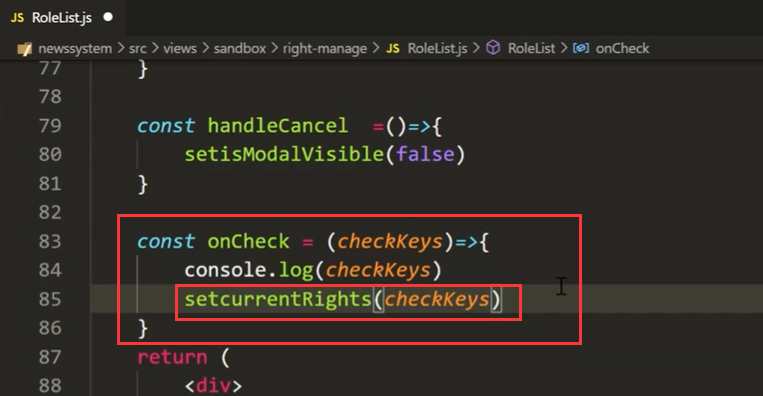 JS RoleList.js
newssystem > src > views > sandbox > right-manage > JS RoleList.js > RoleList > onCheck
77 }
78
79 const handleCancel =()=>{
80 setisModalVisible(false)
81 }
82
83 const onCheck = (checkKeys)=>{
84 console.log(checkKeys)
85 setcurrentRights(checkKeys)
86 }
87 return (
88 <div>